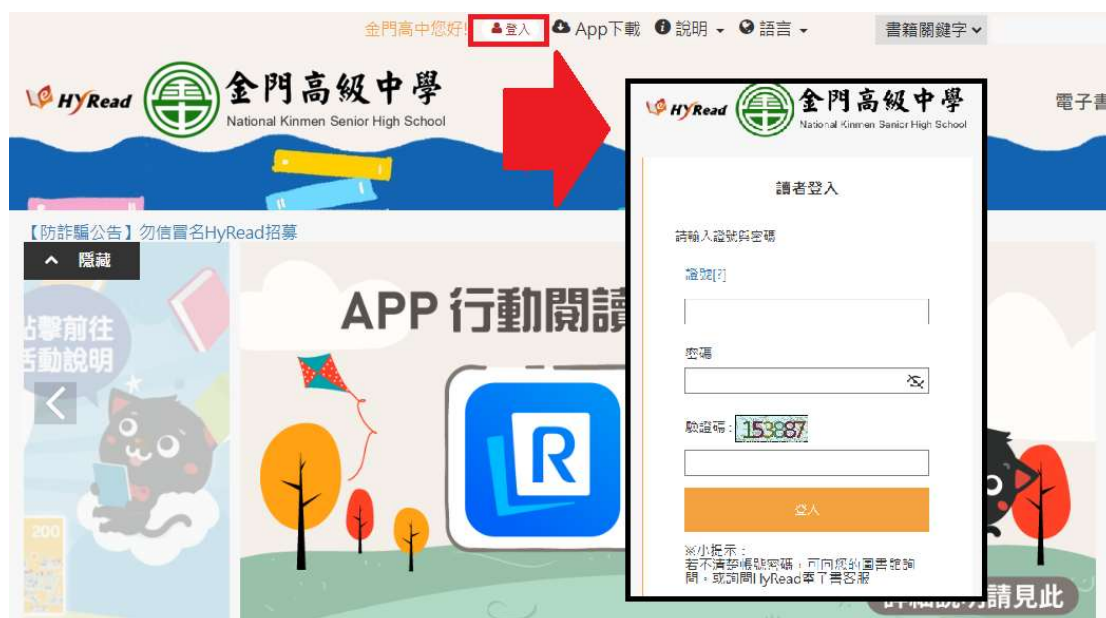 金門高中您好! 登入 App下載 說明 語言 書籍關鍵字
HyRead 金門高級中學
National Kinmen Senior High School
電子書
【防詐騙公告】勿信冒名HyRead招募
隱藏
點擊前往
活動說明
200
APP 行動閱讀
R
HyRead 金門高級中學
National Kinmen Senior High School
讀者登入
請輸入證號與密碼
證號[?]
密碼
驗證碼 : 153887
登入
※小提示：
若不清楚帳號密碼，可向您的圖書館詢
問，或詢問HyRead電子書客服
詳細說明請見此